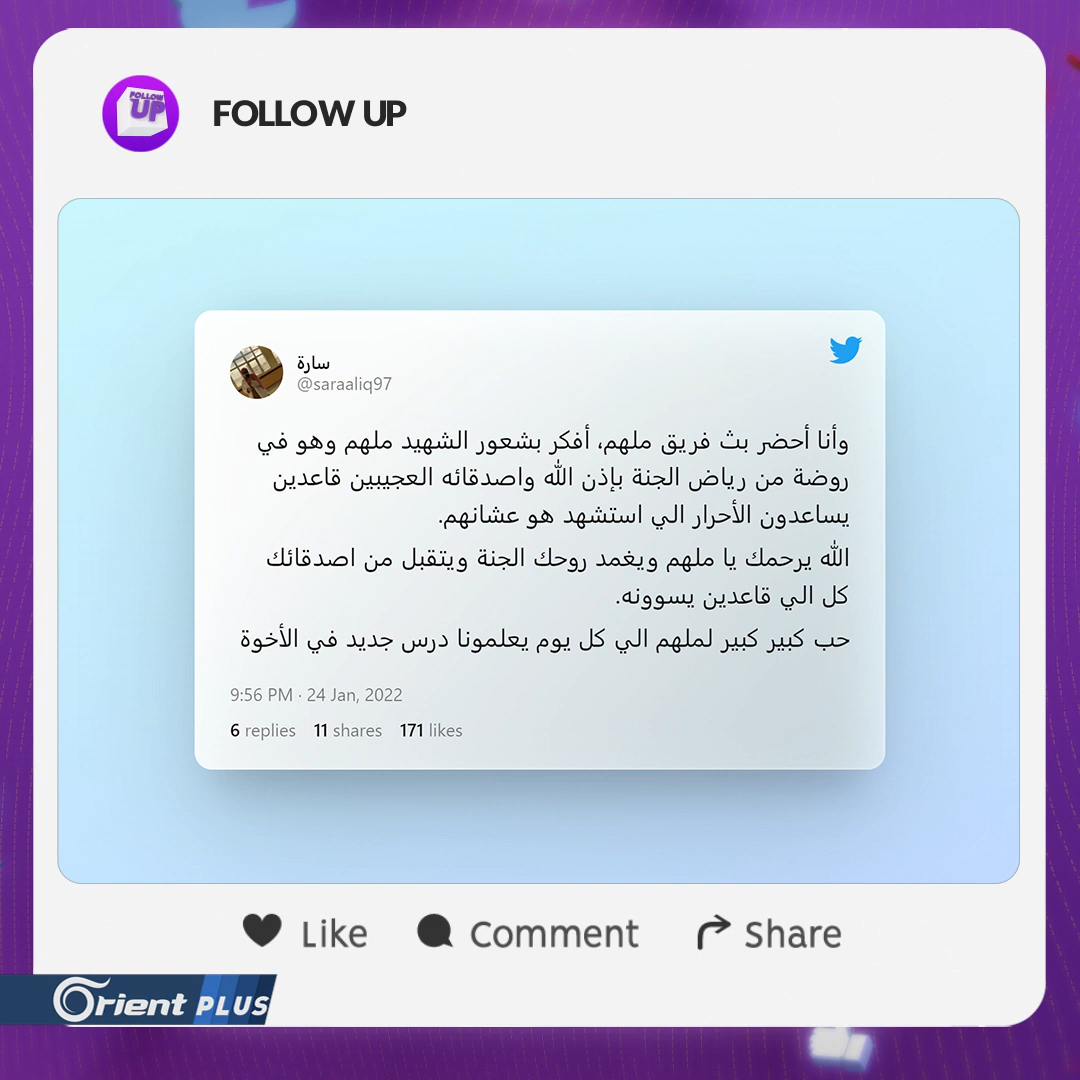 FOLLOW UP
FOLLOW UP
سارة
@saraaliq97
وأنا أحضر بث فريق ملهم، أفكر بشعور الشهيد ملهم وهو في
روضة من رياض الجنة بإذن الله واصدقائه العجيبين قاعدين
يساعدون الأحرار الي استشهد هو عشانهم.
الله يرحمك يا ملهم ويغمد روحك الجنة ويتقبل من اصدقائك
كل الي قاعدين يسوونه.
حب كبير كبير لملهم الي كل يوم يعلمونا درس جديد في الأخوة
9:56 PM · 24 Jan, 2022
6 replies 11 shares 171 likes
Like Comment Share
Orient PLUS